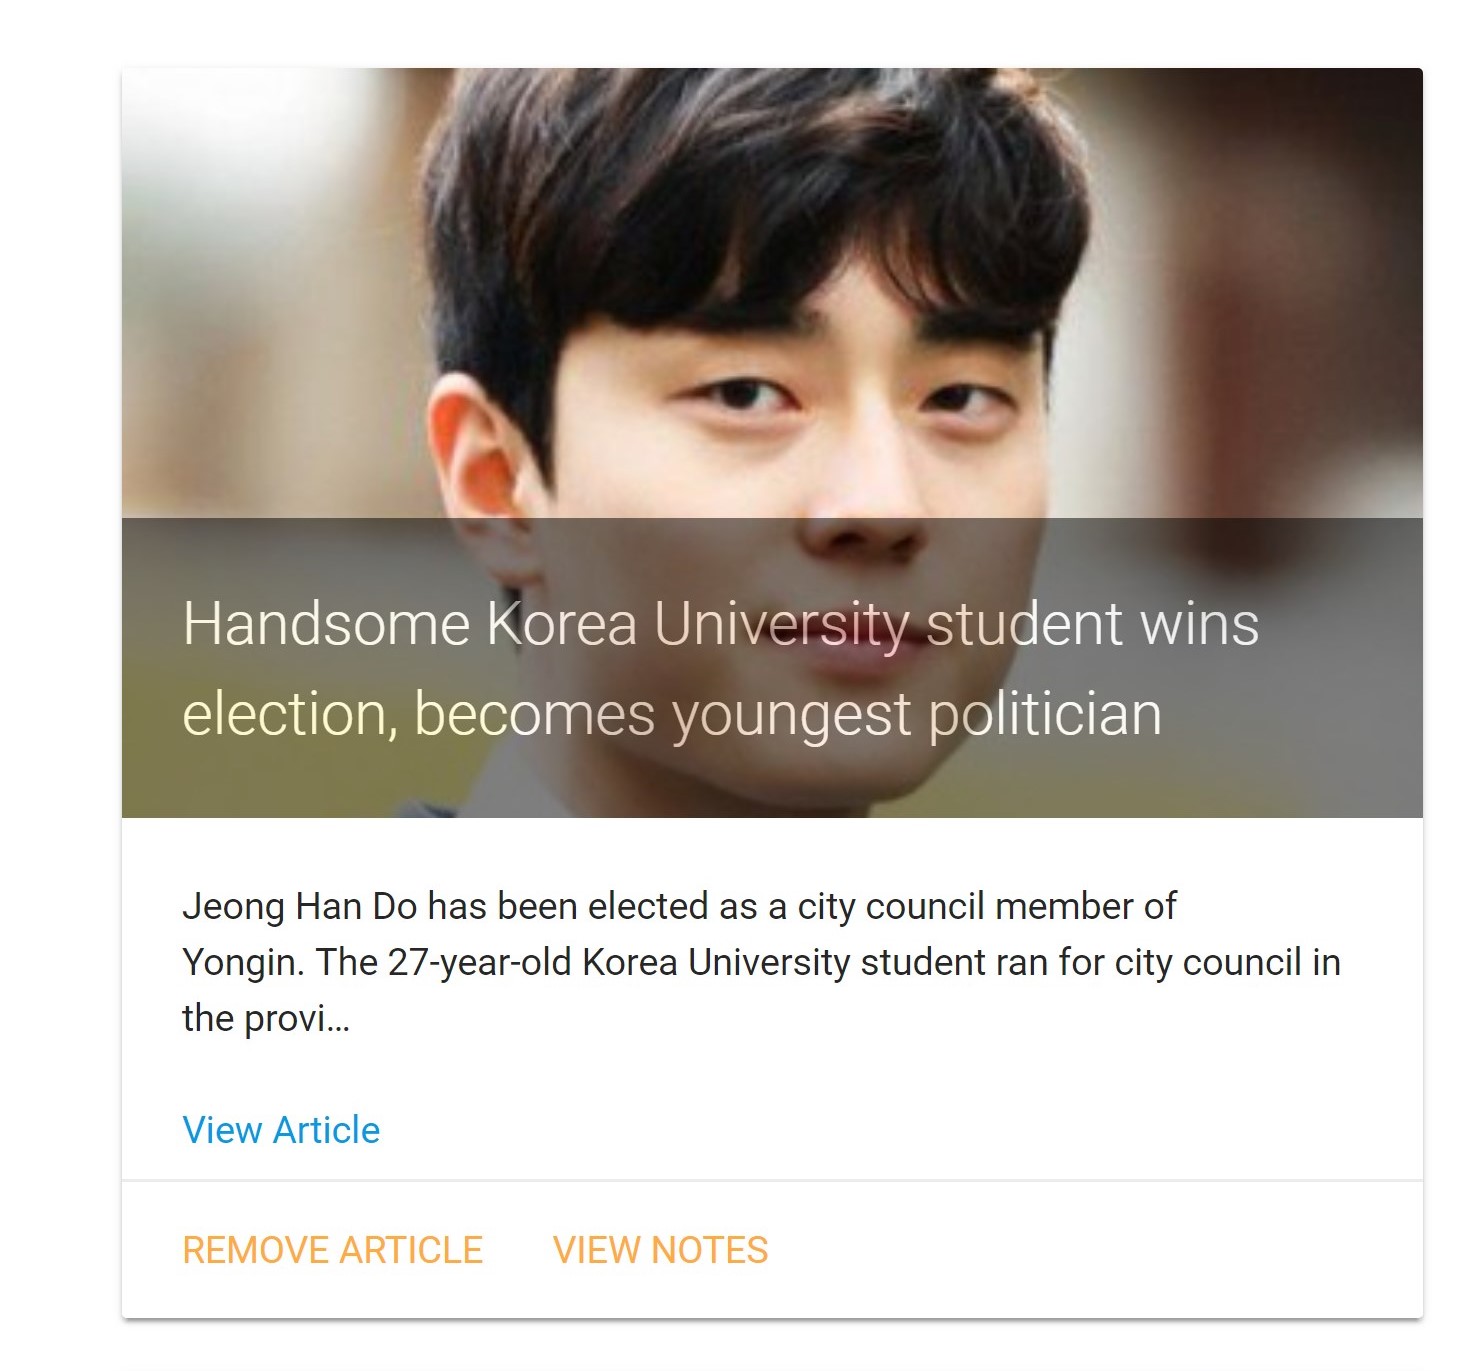 Handsome Korea University student wins
election, becomes youngest politician
Jeong Han Do has been elected as a city council member of
Yongin. The 27-year-old Korea University student ran for city council in
the provi...
View Article
REMOVE ARTICLE VIEW NOTES